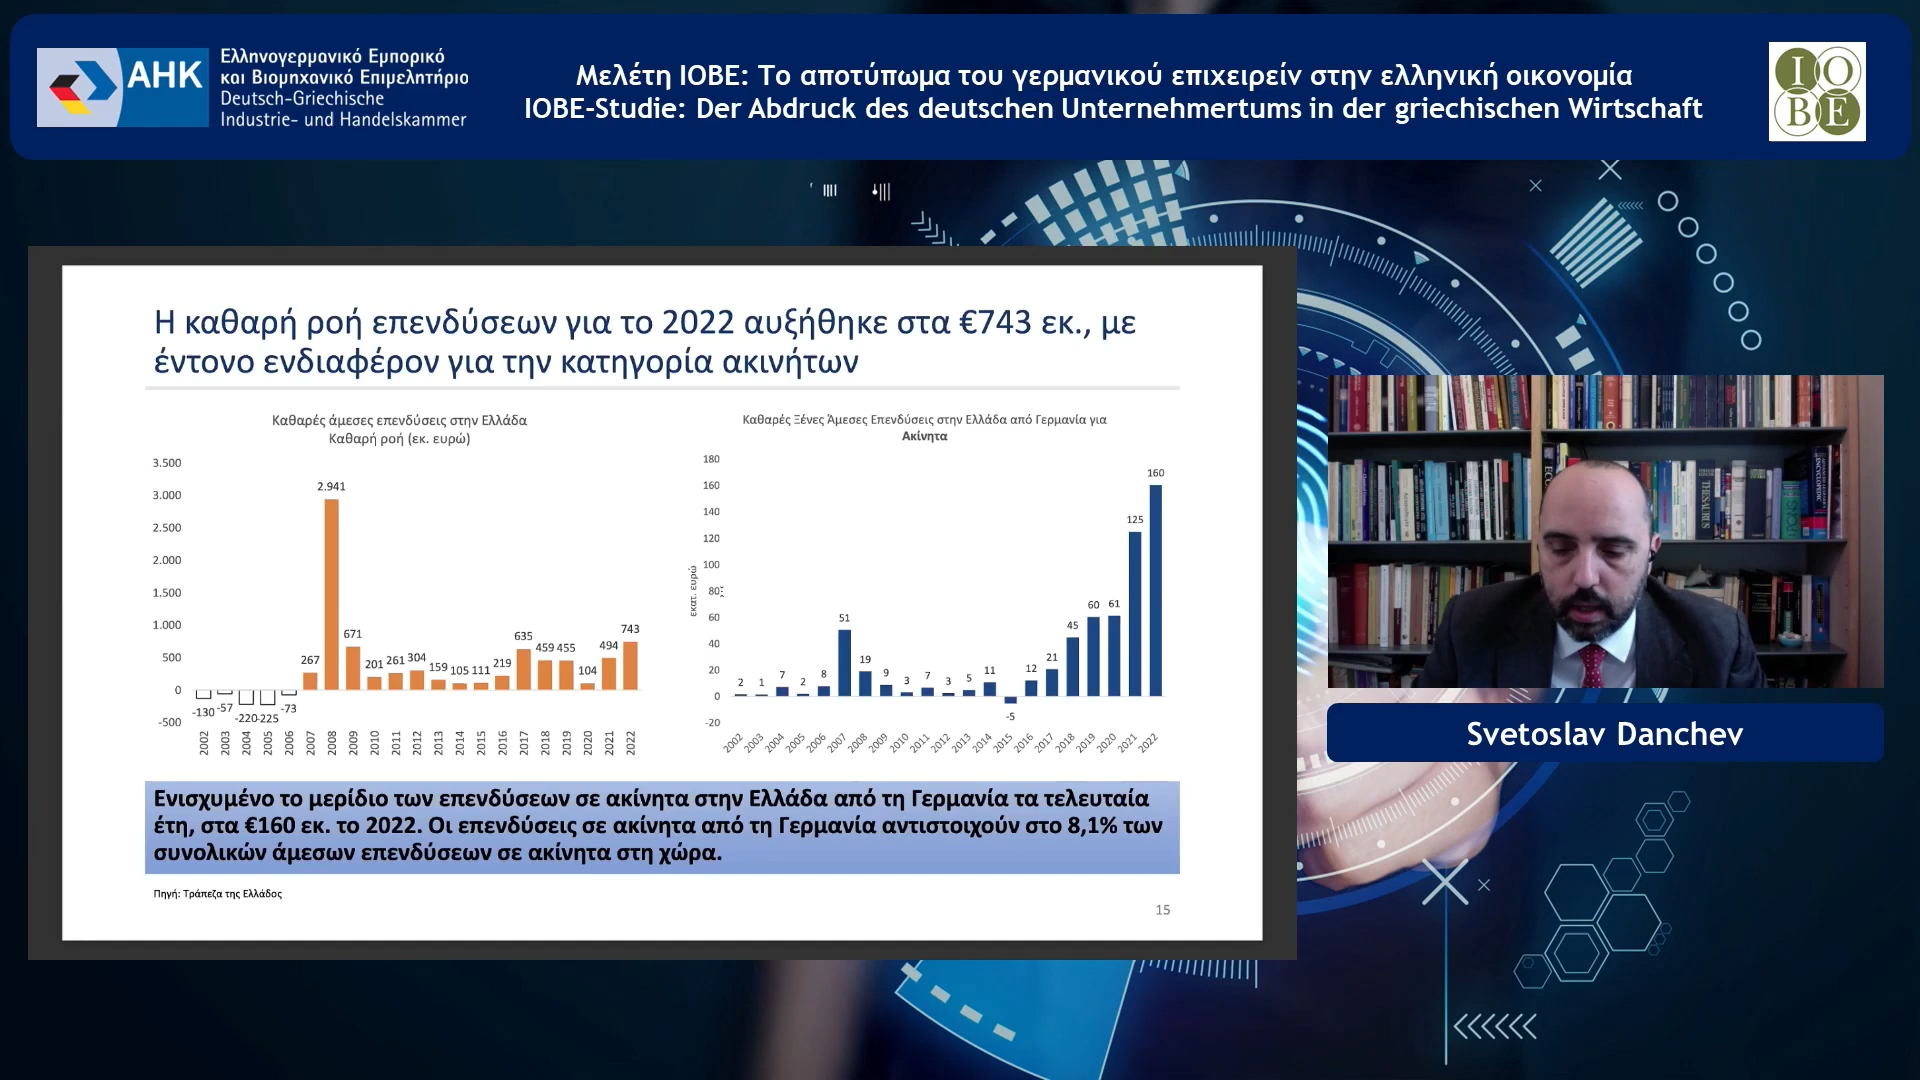 AHK
Ελληνογερμανικό Εμπορικό
και Βιομηχανικό Επιμελητήριο
Deutsch-Griechische
Industrie- und Handelskammer
Μελέτη ΙΟΒΕ: Το αποτύπωμα του γερμανικού επιχειρείν στην ελληνική οικονομία
IOBE-Studie: Der Abdruck des deutschen Unternehmertums in der griechischen Wirtschaft
I O
B E
Η καθαρή ροή επενδύσεων για το 2022 αυξήθηκε στα €743 εκ., με
έντονο ενδιαφέρον για την κατηγορία ακινήτων
Καθαρές άμεσες επενδύσεις στην Ελλάδα
Καθαρή ροή (εκ. ευρώ)
3.500
3.000
2.500
2.000
1.500
1.000
500
0
-500
-130 -57 -220 -225 -73 267 2.941 671 201 261 304 159 105 111 219 635 459 455 104 494 743
2002 2003 2004 2005 2006 2007 2008 2009 2010 2011 2012 2013 2014 2015 2016 2017 2018 2019 2020 2021 2022
Καθαρές Ξένες Άμεσες Επενδύσεις στην Ελλάδα από Γερμανία για
Ακίνητα
εκατ. ευρώ
180
160
140
120
100
80
60
40
20
0
-20
2 1 7 2 8 51 19 9 3 7 3 5 11 -5 12 21 45 60 61 125 160
2002 2003 2004 2005 2006 2007 2008 2009 2010 2011 2012 2013 2014 2015 2016 2017 2018 2019 2020 2021 2022
Ενισχυμένο το μερίδιο των επενδύσεων σε ακίνητα στην Ελλάδα από τη Γερμανία τα τελευταία
έτη, στα €160 εκ. το 2022. Οι επενδύσεις σε ακίνητα από τη Γερμανία αντιστοιχούν στο 8,1% των
συνολικών άμεσων επενδύσεων σε ακίνητα στη χώρα.
Πηγή: Τράπεζα της Ελλάδος
15
THESAURUS
Svetoslav Danchev